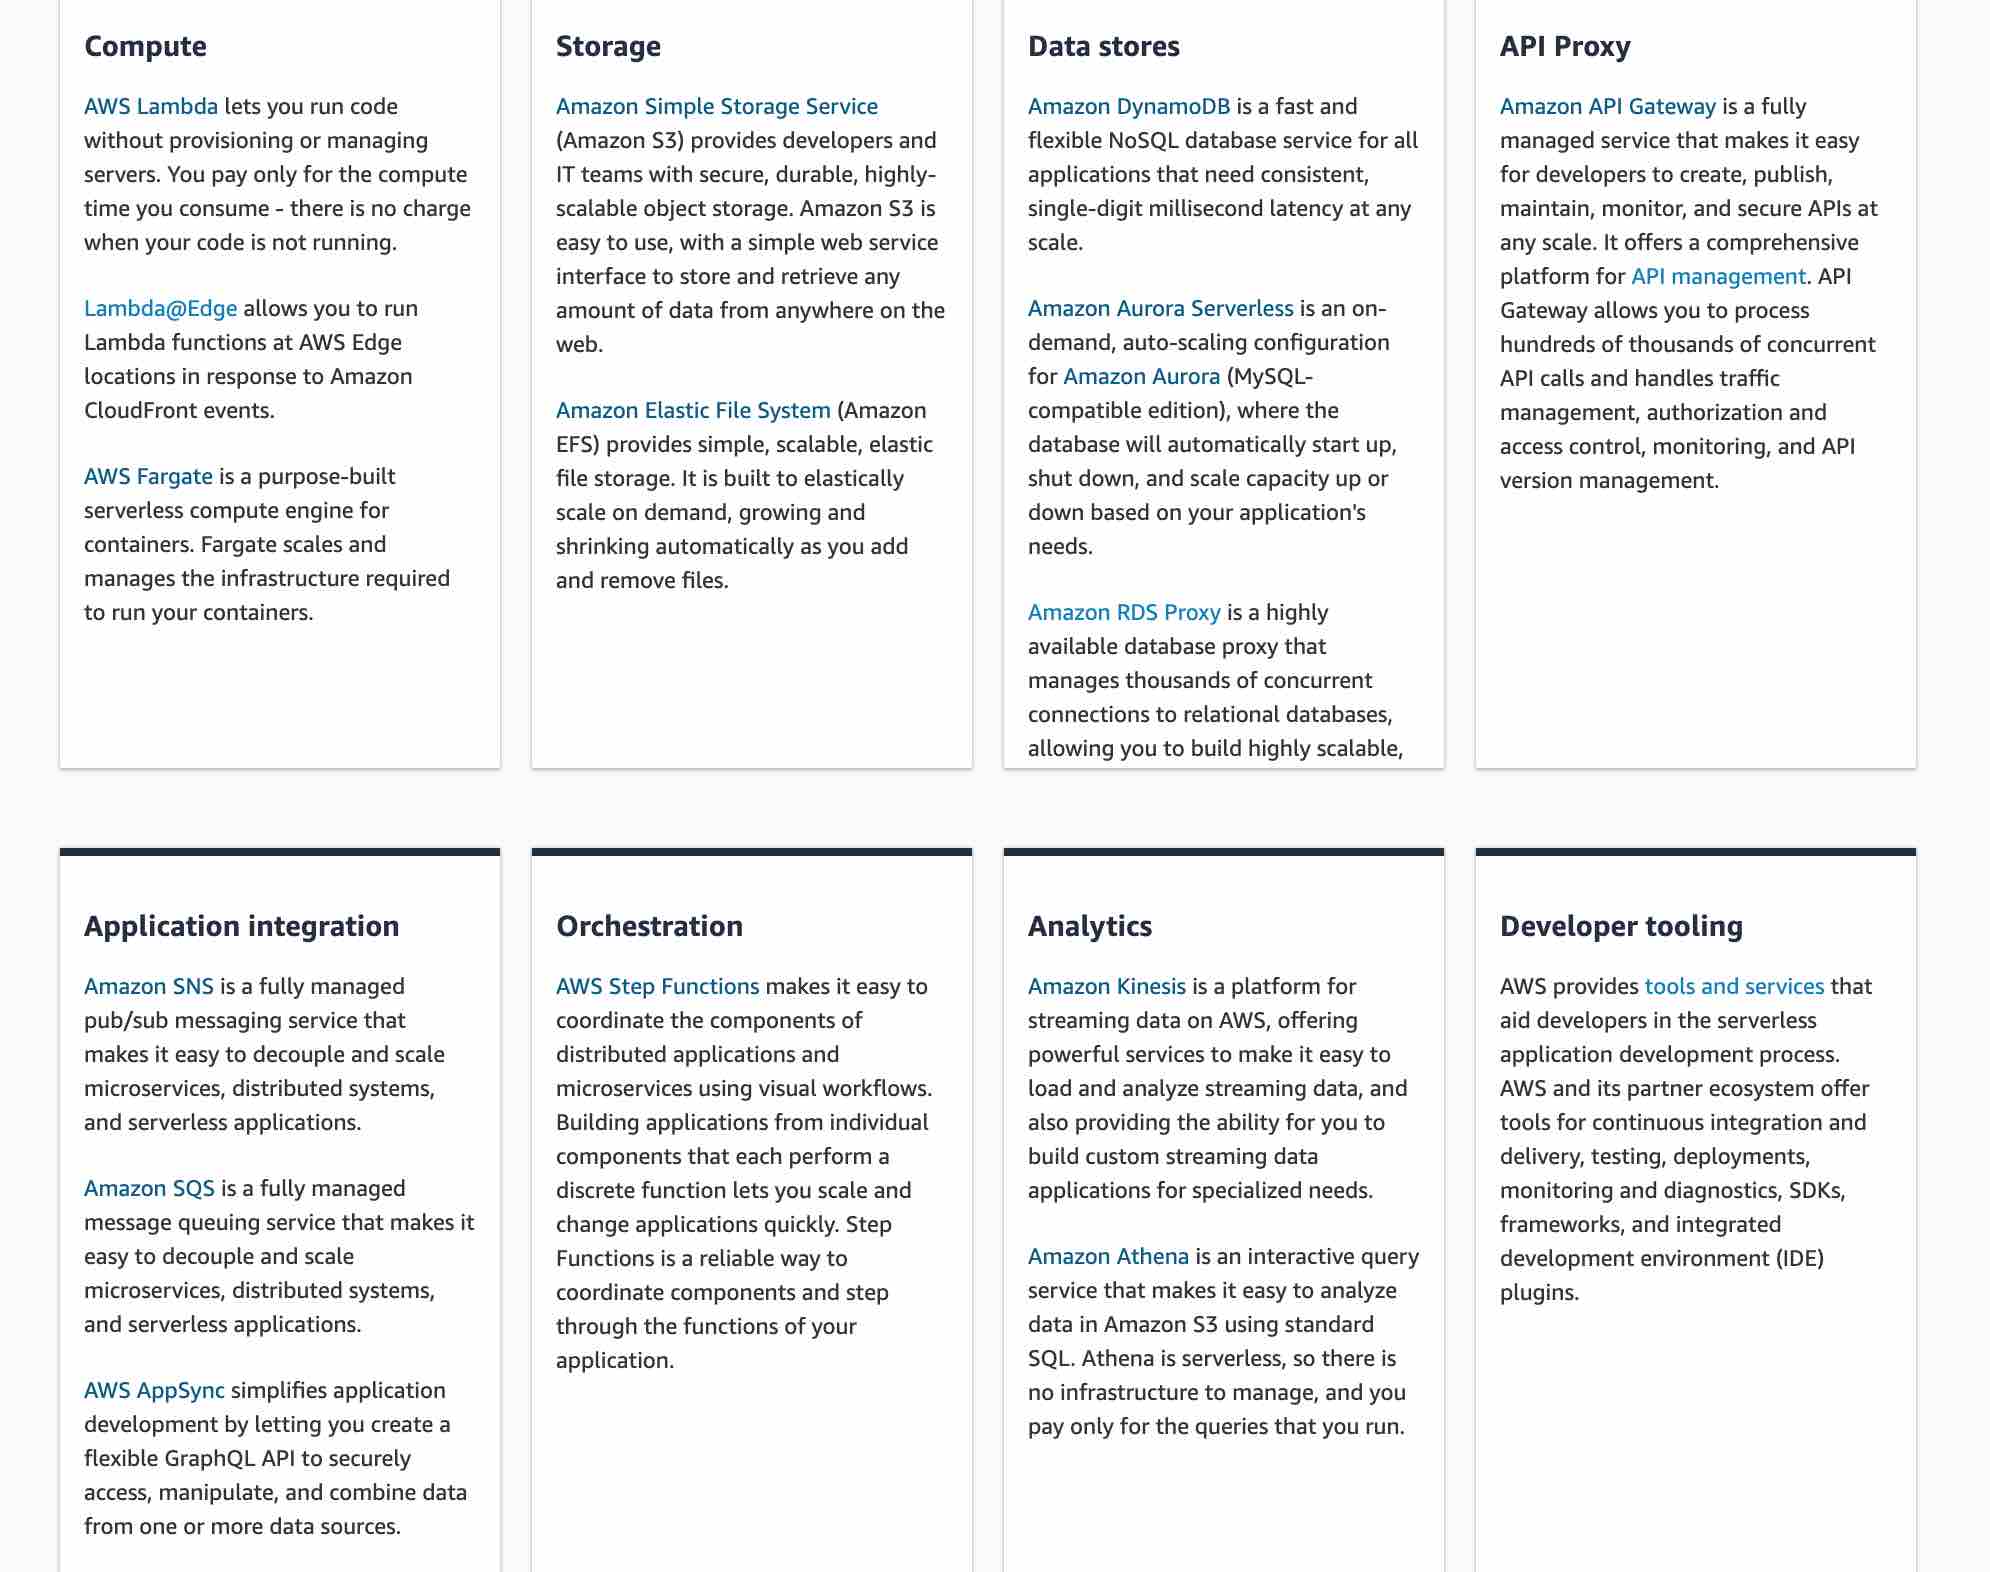 Compute
AWS Lambda lets you run code
without provisioning or managing
servers. You pay only for the compute
time you consume - there is no charge
when your code is not running.
Lambda@Edge allows you to run
Lambda functions at AWS Edge
locations in response to Amazon
CloudFront events.
AWS Fargate is a purpose-built
serverless compute engine for
containers. Fargate scales and
manages the infrastructure required
to run your containers.
Storage
Amazon Simple Storage Service
(Amazon S3) provides developers and
IT teams with secure, durable, highly-
scalable object storage. Amazon S3 is
easy to use, with a simple web service
interface to store and retrieve any
amount of data from anywhere on the
web.
Amazon Elastic File System (Amazon
EFS) provides simple, scalable, elastic
file storage. It is built to elastically
scale on demand, growing and
shrinking automatically as you add
and remove files.
Data stores
Amazon DynamoDB is a fast and
flexible NoSQL database service for all
applications that need consistent,
single-digit millisecond latency at any
scale.
Amazon Aurora Serverless is an on-
demand, auto-scaling configuration
for Amazon Aurora (MySQL-
compatible edition), where the
database will automatically start up,
shut down, and scale capacity up or
down based on your application's
needs.
Amazon RDS Proxy is a highly
available database proxy that
manages thousands of concurrent
connections to relational databases,
allowing you to build highly scalable,
API Proxy
Amazon API Gateway is a fully
managed service that makes it easy
for developers to create, publish,
maintain, monitor, and secure APIs at
any scale. It offers a comprehensive
platform for API management. API
Gateway allows you to process
hundreds of thousands of concurrent
API calls and handles traffic
management, authorization and
access control, monitoring, and API
version management.
Application integration
Amazon SNS is a fully managed
pub/sub messaging service that
makes it easy to decouple and scale
microservices, distributed systems,
and serverless applications.
Amazon SQS is a fully managed
message queuing service that makes it
easy to decouple and scale
microservices, distributed systems,
and serverless applications.
AWS AppSync simplifies application
development by letting you create a
flexible GraphQL API to securely
access, manipulate, and combine data
from one or more data sources.
Orchestration
AWS Step Functions makes it easy to
coordinate the components of
distributed applications and
microservices using visual workflows.
Building applications from individual
components that each perform a
discrete function lets you scale and
change applications quickly. Step
Functions is a reliable way to
coordinate components and step
through the functions of your
application.
Analytics
Amazon Kinesis is a platform for
streaming data on AWS, offering
powerful services to make it easy to
load and analyze streaming data, and
also providing the ability for you to
build custom streaming data
applications for specialized needs.
Amazon Athena is an interactive query
service that makes it easy to analyze
data in Amazon S3 using standard
SQL. Athena is serverless, so there is
no infrastructure to manage, and you
pay only for the queries that you run.
Developer tooling
AWS provides tools and services that
aid developers in the serverless
application development process.
AWS and its partner ecosystem offer
tools for continuous integration and
delivery, testing, deployments,
monitoring and diagnostics, SDKs,
frameworks, and integrated
development environment (IDE)
plugins.